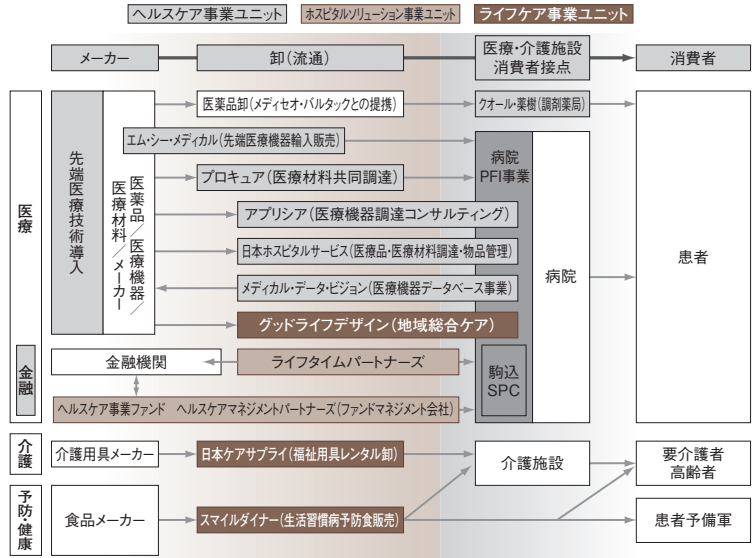 ヘルスケア事業ユニット
ホスピタルソリューション事業ユニット
ライフケア事業ユニット
メーカー
卸(流通)
医療・介護施設
消費者接点
消費者
医療
先端医療技術導入
医薬品/医療機器/
医療材料/メーカー
医薬品卸(メディセオ・パルタックとの提携)
クオール・薬樹(調剤薬局)
エム・シー・メディカル(先端医療機器輸入販売)
プロキュア(医療材料共同調達)
アプリシア(医療機器調達コンサルティング)
日本ホスピタルサービス(医療品・医療材料調達・物品管理)
メディカル・データ・ビジョン(医療機器データベース事業)
グッドライフデザイン(地域総合ケア)
病院
PFI事業
病院
患者
金融
金融機関
ライフタイムパートナーズ
駒込
SPC
ヘルスケア事業ファンド ヘルスケアマネジメントパートナーズ(ファンドマネジメント会社)
介護
介護用具メーカー
日本ケアサプライ(福祉用具レンタル卸)
介護施設
要介護者
高齢者
予防・健康
食品メーカー
スマイルダイナー(生活習慣病予防食販売)
患者予備軍